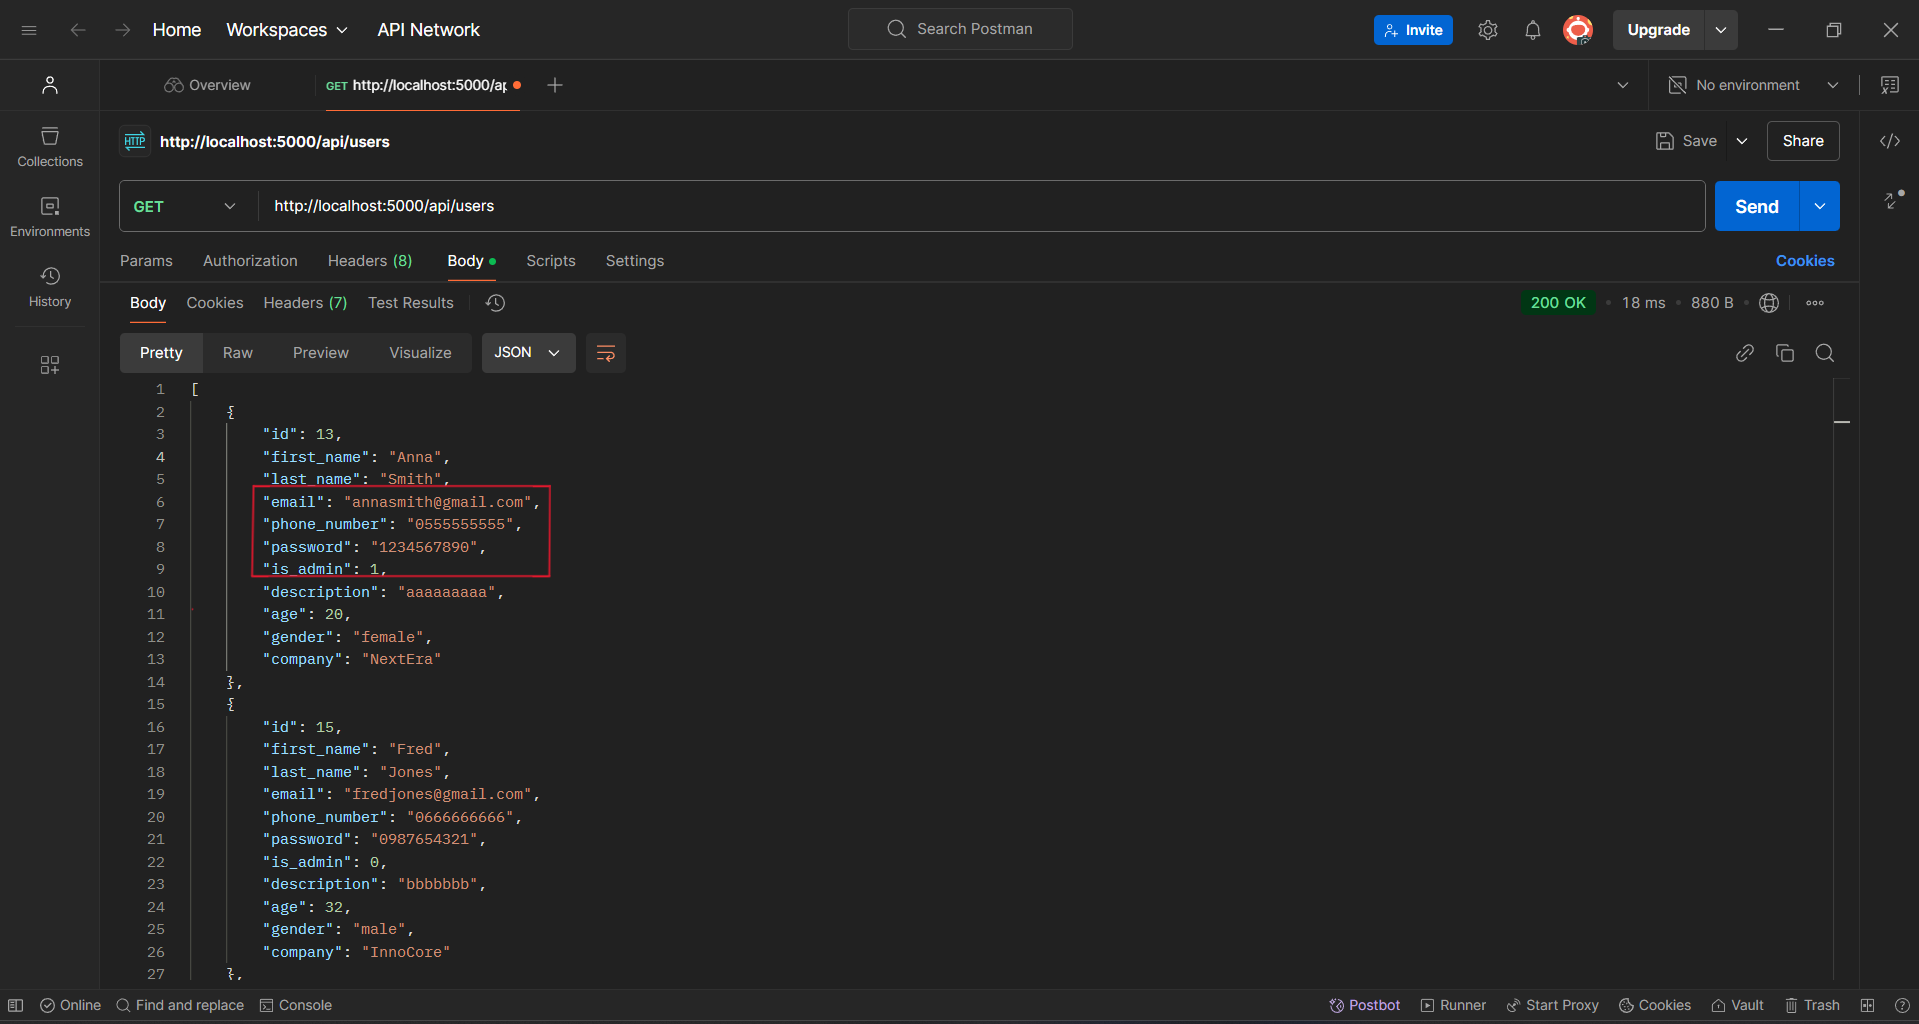 Home Workspaces API Network Search Postman Invite Upgrade
Overview GET http://localhost:5000/ap No environment
HTTP http://localhost:5000/api/users Save Share
Collections
GET http://localhost:5000/api/users Send
Environments
Params Authorization Headers (8) Body Scripts Settings Cookies
History
Body Cookies Headers (7) Test Results 200 OK 18 ms 880 B
Pretty Raw Preview Visualize JSON
1 [
2 {
3 "id": 13,
4 "first_name": "Anna",
5 "last_name": "Smith",
6 "email": "annasmith@gmail.com",
7 "phone_number": "0555555555",
8 "password": "1234567890",
9 "is_admin": 1,
10 "description": "aaaaaaaaa",
11 "age": 20,
12 "gender": "female",
13 "company": "NextEra"
14 },
15 {
16 "id": 15,
17 "first_name": "Fred",
18 "last_name": "Jones",
19 "email": "fredjones@gmail.com",
20 "phone_number": "0666666666",
21 "password": "0987654321",
22 "is_admin": 0,
23 "description": "bbbbbbb",
24 "age": 32,
25 "gender": "male",
26 "company": "InnoCore"
27 },
Online Find and replace Console Postbot Runner Start Proxy Cookies Vault Trash